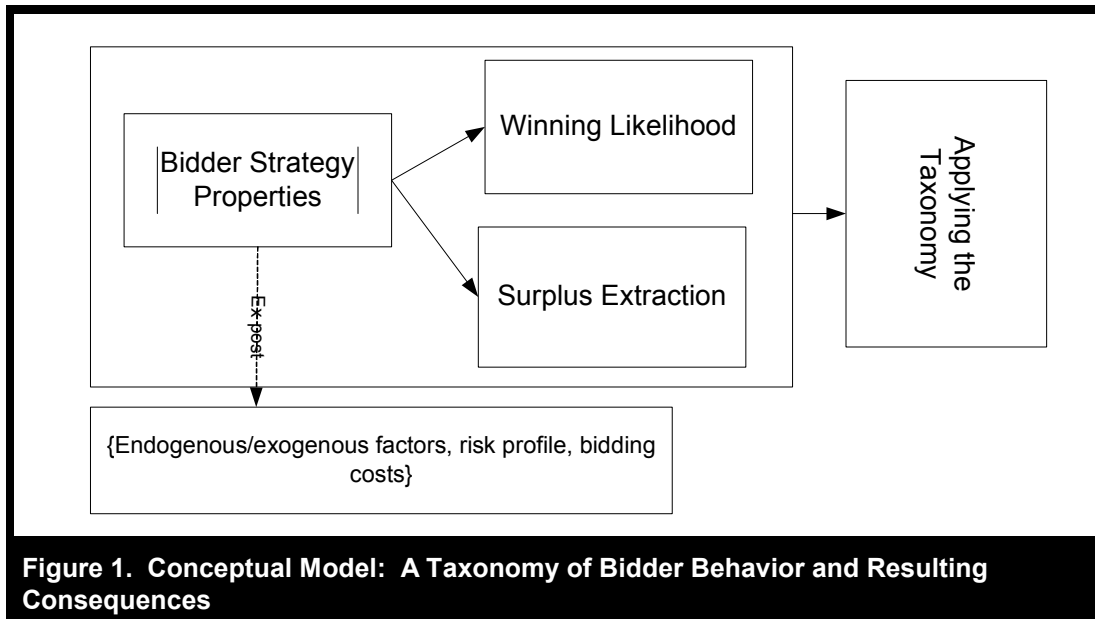 Bidder Strategy
Properties
Winning Likelihood
Surplus Extraction
Applying the
Taxonomy
Ex post
{Endogenous/exogenous factors, risk profile, bidding
costs}
Figure 1.  Conceptual Model:  A Taxonomy of Bidder Behavior and Resulting
Consequences